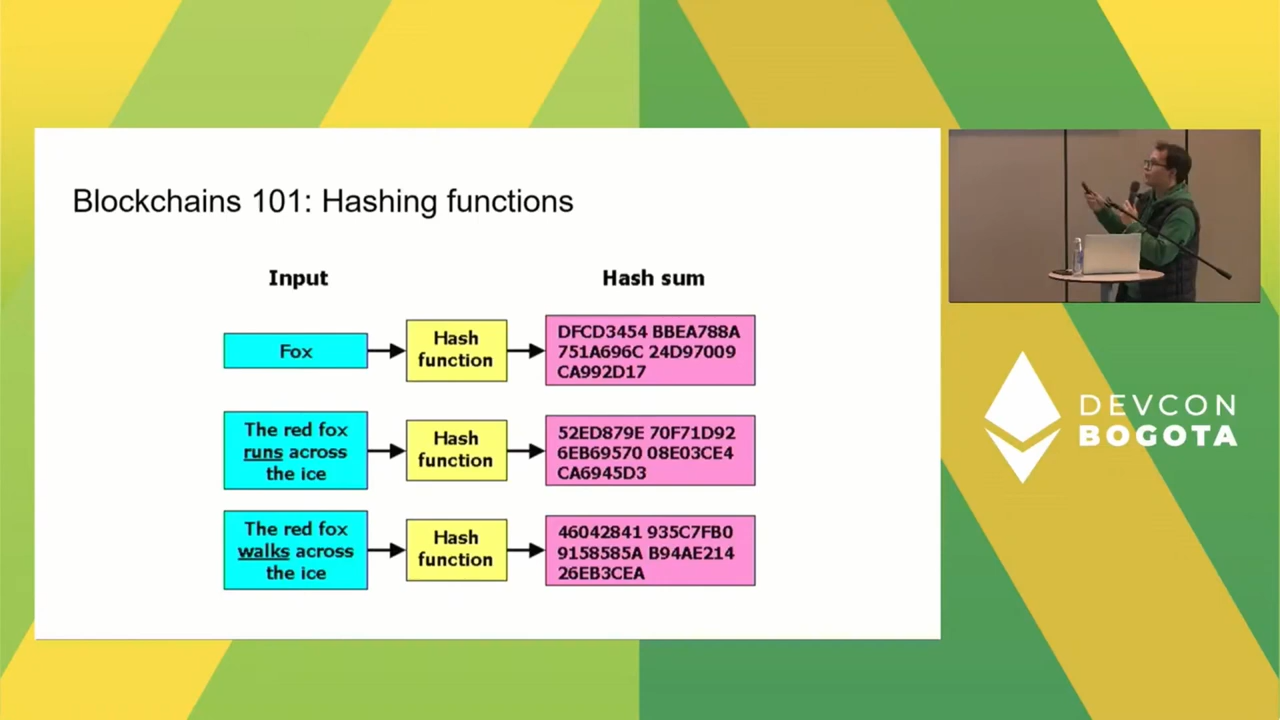 Blockchains 101: Hashing functions
Input
Hash sum
Fox
Hash
function
DFCD3454 BBEA788A
751A696C 24D97009
CA992D17
The red fox
runs across
the ice
Hash
function
52ED879E 70F71D92
6EB69570 08E03CE4
CA6945D3
The red fox
walks across
the ice
Hash
function
46042841 935C7FB0
9158585A B94AE214
26EB3CEA
DEVCON
BOGOTA